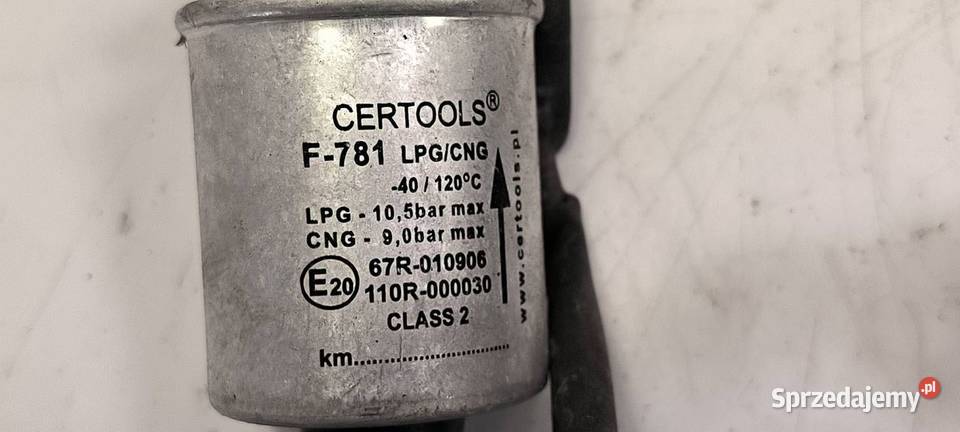 CERTOOLS®
F-781 LPG/CNG
-40 / 120°C
LPG - 10,5bar max
CNG - 9,0bar max
E20
67R-010906
110R-000030
CLASS 2
km...............................
www.certools.pl
Sprzedajemy.pl